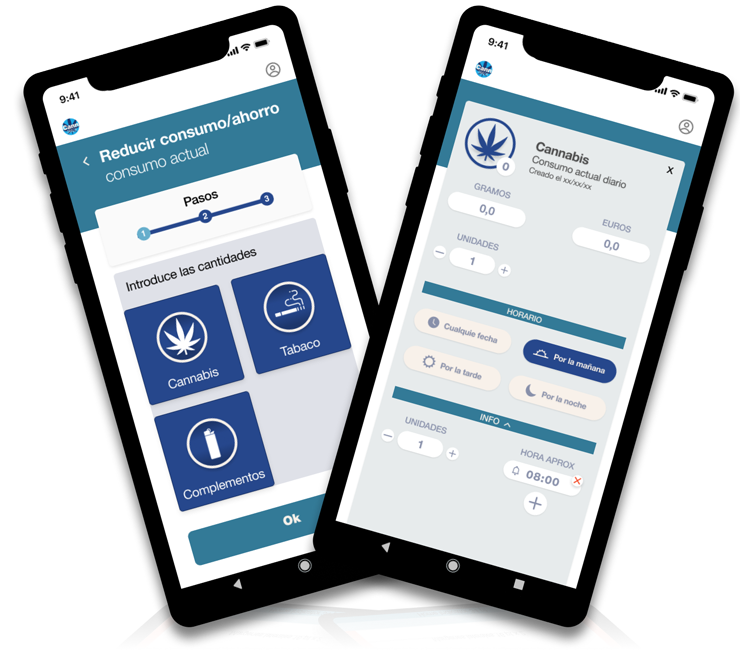 9:41
Reducir consumo/ahorro
consumo actual
Pasos
1
2
3
Introduce las cantidades
Cannabis
Tabaco
Complementos
Ok
9:41
0
Cannabis
x
Consumo actual diario
Creado el xx/xx/xx
GRAMOS
0,0
EUROS
0,0
UNIDADES
1
HORARIO
Cualquie fecha
Por la mañana
Por la tarde
Por la noche
INFO
UNIDADES
1
HORA APROX
08:00